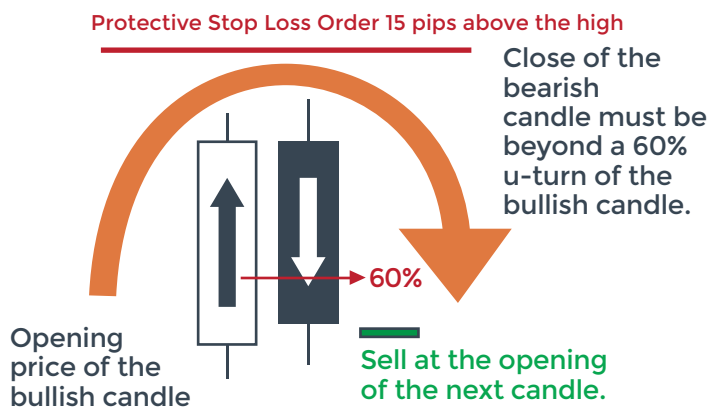 Protective Stop Loss Order 15 pips above the high
Close of the
bearish
candle must be
beyond a 60%
u-turn of the
bullish candle.
60%
Opening
price of the
bullish candle
Sell at the opening
of the next candle.